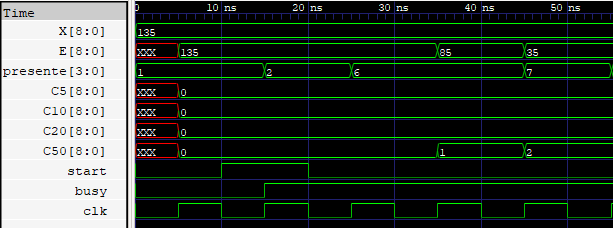 Time 10 ns 20 ns 30 ns 40 ns 50 ns
X[8:0] 135
E[8:0] XXX 135 85 35
presente[3:0] 1 2 6 7
C5[8:0] XXX 0
C10[8:0] XXX 0
C20[8:0] XXX 0
C50[8:0] XXX 0 1 2
start
busy
clk